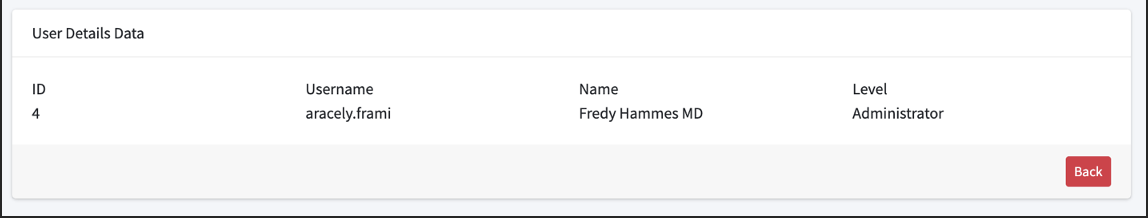 User Details Data
ID Username Name Level
4 aracely.frami Fredy Hammes MD Administrator
Back